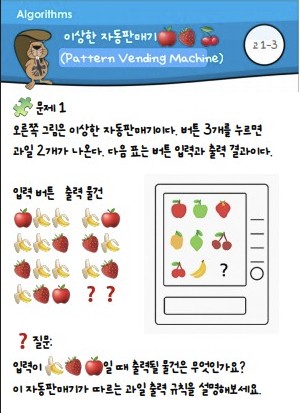 Algorithms
이상한 자동판매기
(Pattern Vending Machine)
고 1-3
문제 1
오른쪽 그림은 이상한 자동판매기이다. 버튼 3개를 누르면
과일 2개가 나온다. 다음 표는 버튼 입력과 출력 결과이다.
입력 버튼 출력 물건
? ?
?
? 질문:
입력이 일 때 출력될 물건은 무엇인가요?
이 자동판매기가 따르는 과일 출력 규칙을 설명해보세요.